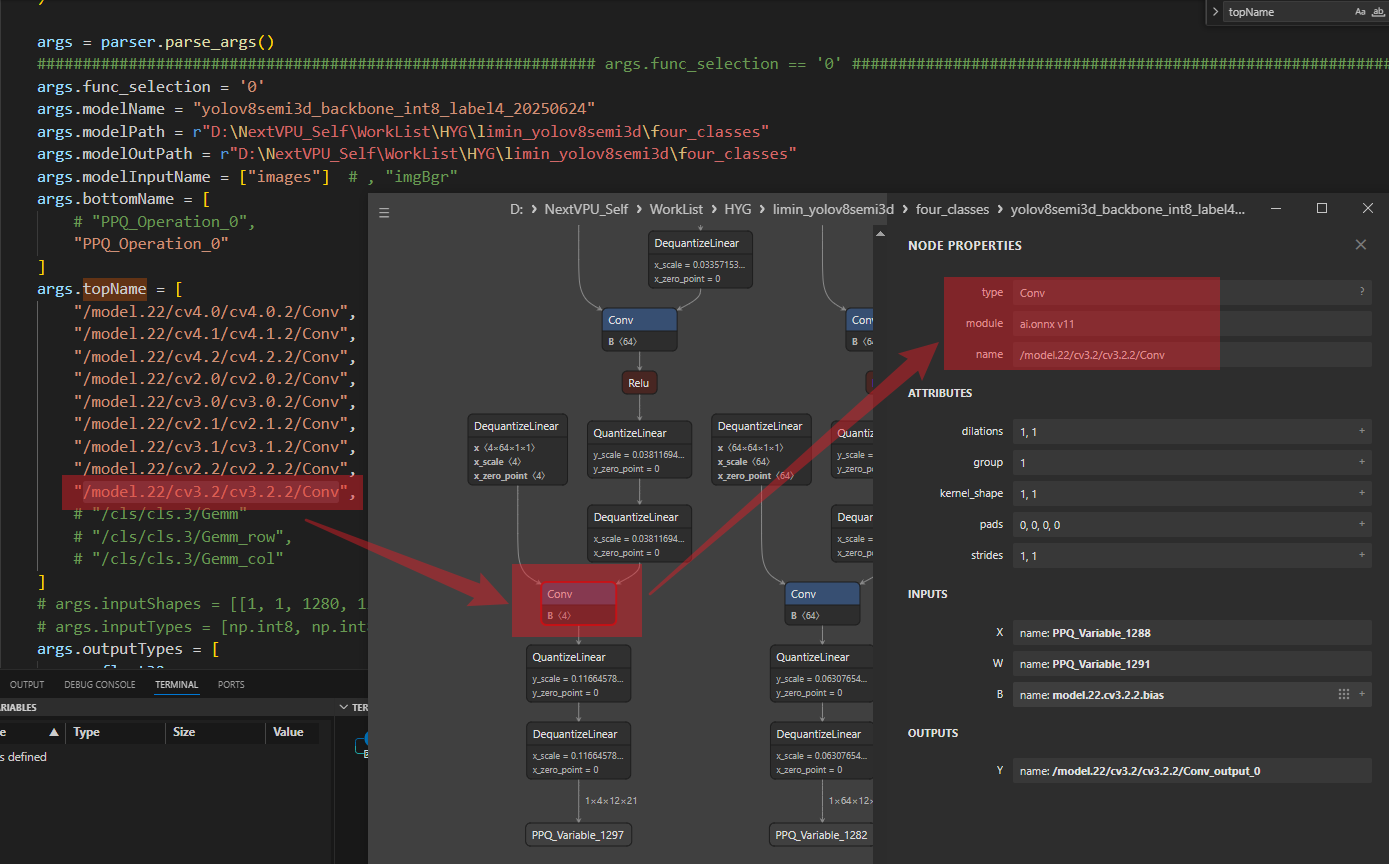 topName
Aa
ab
args = parser.parse_args()
############################################################# args.func_selection == '0' ###########################################################
args.func_selection = '0'
args.modelName = "yolov8semi3d_backbone_int8_label4_20250624"
args.modelPath = r"D:\NextVPU_Self\WorkList\HYG\limin_yolov8semi3d\four_classes"
args.modelOutPath = r"D:\NextVPU_Self\WorkList\HYG\limin_yolov8semi3d\four_classes"
args.modelInputName = ["images"]  # , "imgBgr"
args.bottomName = [
# "PPQ_Operation_0",
"PPQ_Operation_0"
]
args.topName = [
"/model.22/cv4.0/cv4.0.2/Conv",
"/model.22/cv4.1/cv4.1.2/Conv",
"/model.22/cv4.2/cv4.2.2/Conv",
"/model.22/cv2.0/cv2.0.2/Conv",
"/model.22/cv3.0/cv3.0.2/Conv",
"/model.22/cv2.1/cv2.1.2/Conv",
"/model.22/cv3.1/cv3.1.2/Conv",
"/model.22/cv2.2/cv2.2.2/Conv",
"/model.22/cv3.2/cv3.2.2/Conv",
# "/cls/cls.3/Gemm"
# "/cls/cls.3/Gemm_row",
# "/cls/cls.3/Gemm_col"
]
# args.inputShapes = [[1, 1, 1280, 1
# args.inputTypes = [np.int8, np.int
args.outputTypes = [
OUTPUT DEBUG CONSOLE TERMINAL PORTS
RIABLES
TER
e Type Size Value
s defined
D: > NextVPU_Self > WorkList > HYG > limin_yolov8semi3d > four_classes > yolov8semi3d_backbone_int8_label4...
DequantizeLinear
x_scale = 0.03357153...
x_zero_point = 0
Conv
B ⟨64⟩
Conv
B ⟨64
Relu
DequantizeLinear
x ⟨4×64×1×1⟩
x_scale ⟨4⟩
x_zero_point ⟨4⟩
QuantizeLinear
y_scale = 0.03811694...
y_zero_point = 0
DequantizeLinear
x ⟨64×64×1×1⟩
x_scale ⟨64⟩
x_zero_point ⟨64⟩
Quantiz
y_scale =
y_zero_po
DequantizeLinear
x_scale = 0.03811694...
x_zero_point = 0
Dequan
x_scale =
x_zero_po
Conv
B ⟨4⟩
Conv
B ⟨64⟩
QuantizeLinear
y_scale = 0.11664578...
y_zero_point = 0
QuantizeLinear
y_scale = 0.06307654...
y_zero_point = 0
DequantizeLinear
x_scale = 0.11664578...
x_zero_point = 0
DequantizeLinear
x_scale = 0.06307654...
x_zero_point = 0
1×4×12×21
1×64×12×
PPQ_Variable_1297
PPQ_Variable_1282
NODE PROPERTIES
type Conv ?
module ai.onnx v11
name /model.22/cv3.2/cv3.2.2/Conv
ATTRIBUTES
dilations 1, 1 +
group 1 +
kernel_shape 1, 1 +
pads 0, 0, 0, 0 +
strides 1, 1 +
INPUTS
X name: PPQ_Variable_1288
W name: PPQ_Variable_1291
B name: model.22.cv3.2.2.bias +
OUTPUTS
Y name: /model.22/cv3.2/cv3.2.2/Conv_output_0